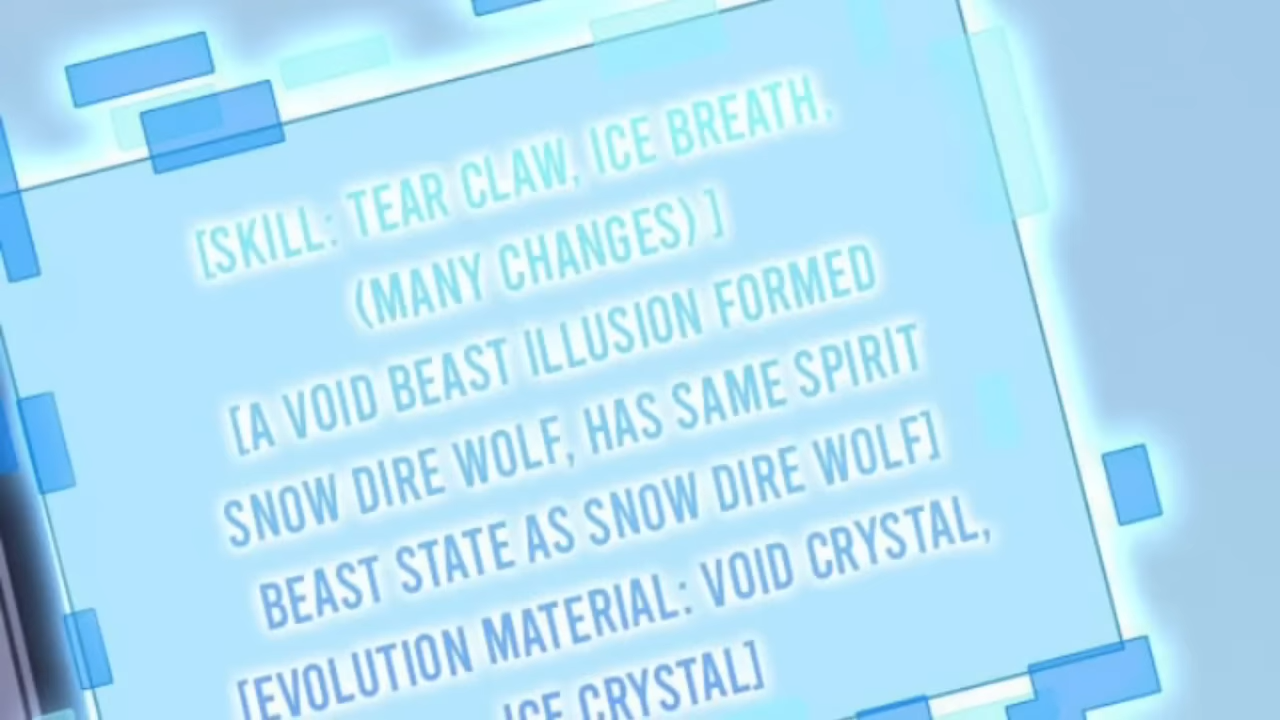 [SKILL: TEAR CLAW, ICE BREATH,
(MANY CHANGES) ]
[A VOID BEAST ILLUSION FORMED
SNOW DIRE WOLF, HAS SAME SPIRIT
BEAST STATE AS SNOW DIRE WOLF]
[EVOLUTION MATERIAL: VOID CRYSTAL,
ICE CRYSTAL]